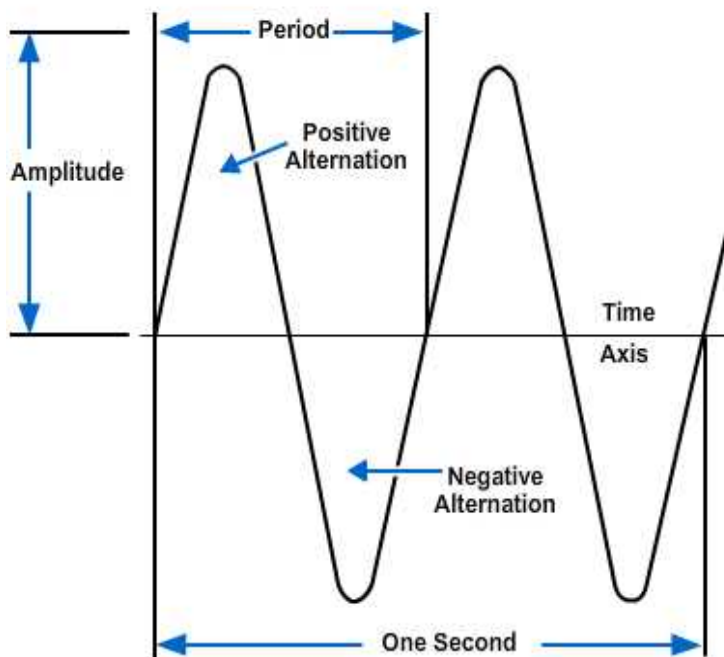 Period
Positive
Alternation
Amplitude
Time
Axis
Negative
Alternation
One Second